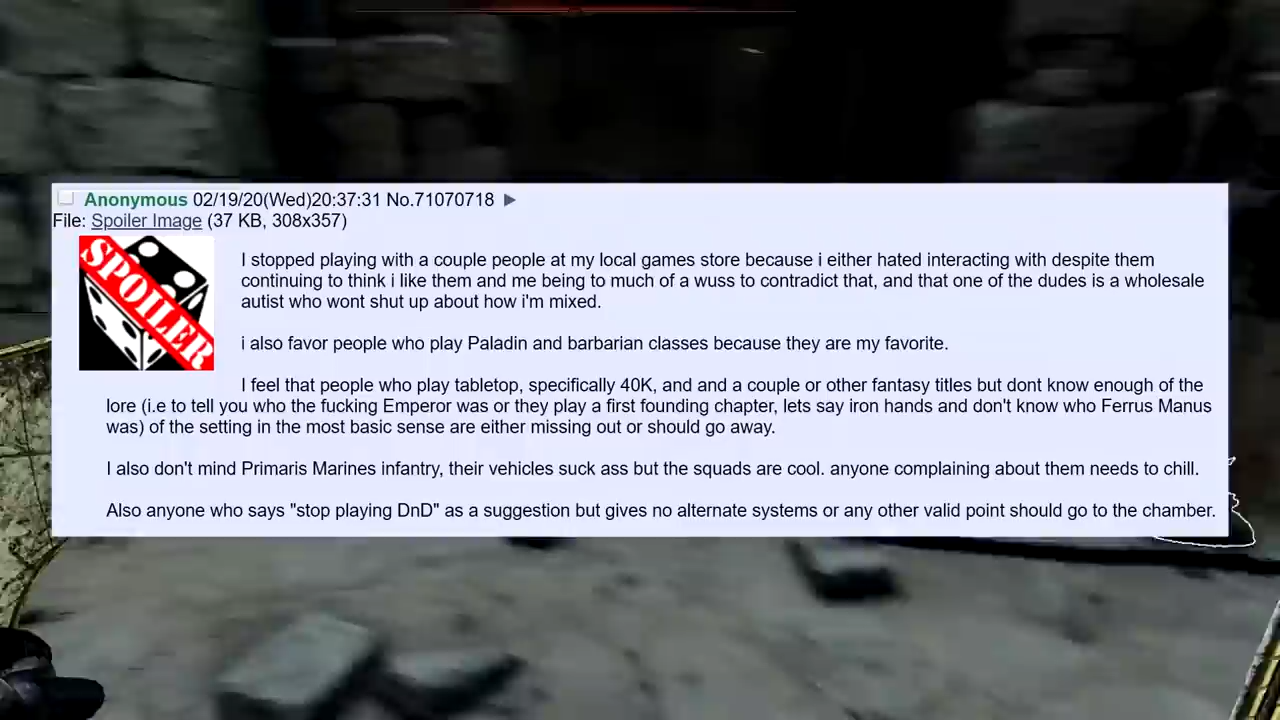 Anonymous 02/19/20(Wed)20:37:31 No.71070718 ▶
File: Spoiler Image (37 KB, 308x357)
SPOILER
I stopped playing with a couple people at my local games store because i either hated interacting with despite them
continuing to think i like them and me being to much of a wuss to contradict that, and that one of the dudes is a wholesale
autist who wont shut up about how i'm mixed.
i also favor people who play Paladin and barbarian classes because they are my favorite.
I feel that people who play tabletop, specifically 40K, and and a couple or other fantasy titles but dont know enough of the
lore (i.e to tell you who the fucking Emperor was or they play a first founding chapter, lets say iron hands and don't know who Ferrus Manus
was) of the setting in the most basic sense are either missing out or should go away.
I also don't mind Primaris Marines infantry, their vehicles suck ass but the squads are cool. anyone complaining about them needs to chill.
Also anyone who says "stop playing DnD" as a suggestion but gives no alternate systems or any other valid point should go to the chamber.